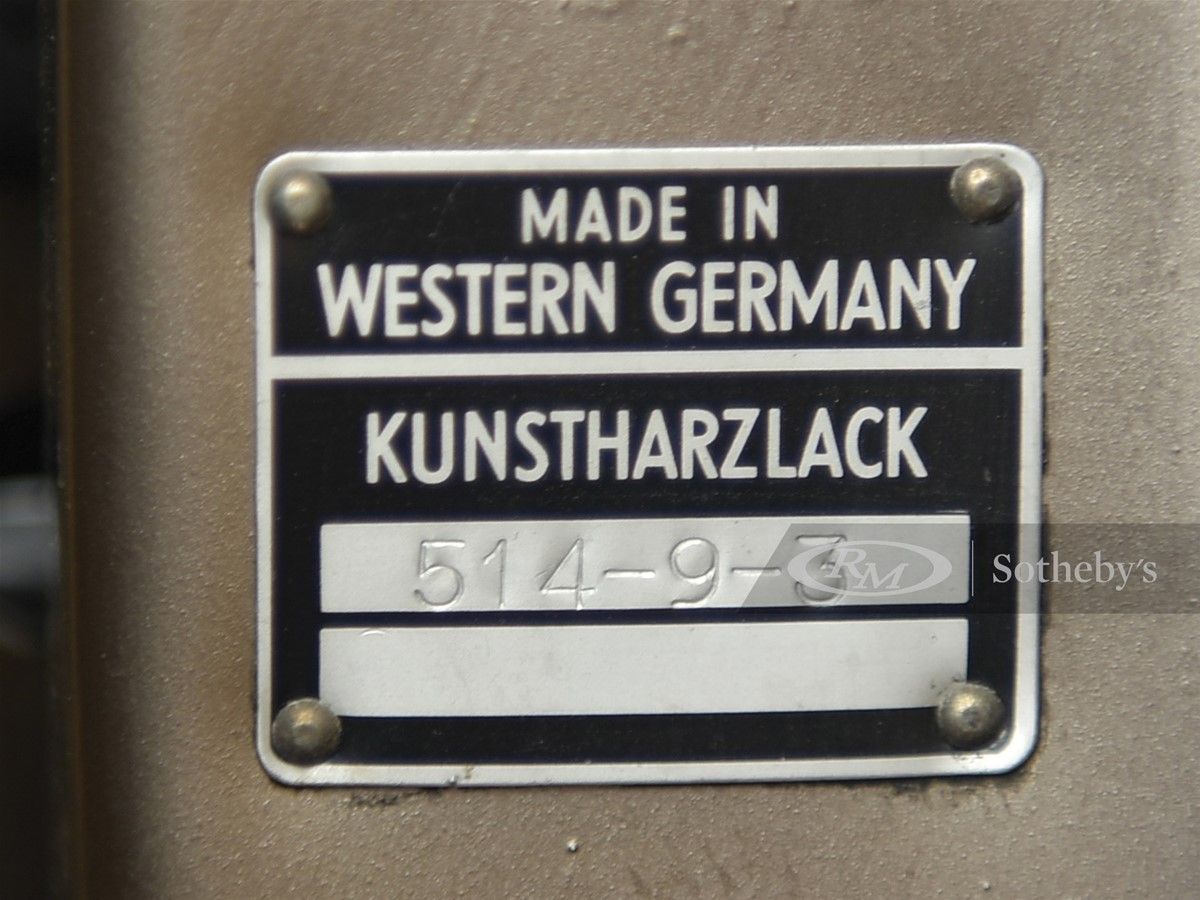 MADE IN
WESTERN GERMANY
KUNSTHARZLACK
514-9-3
RM Sotheby's